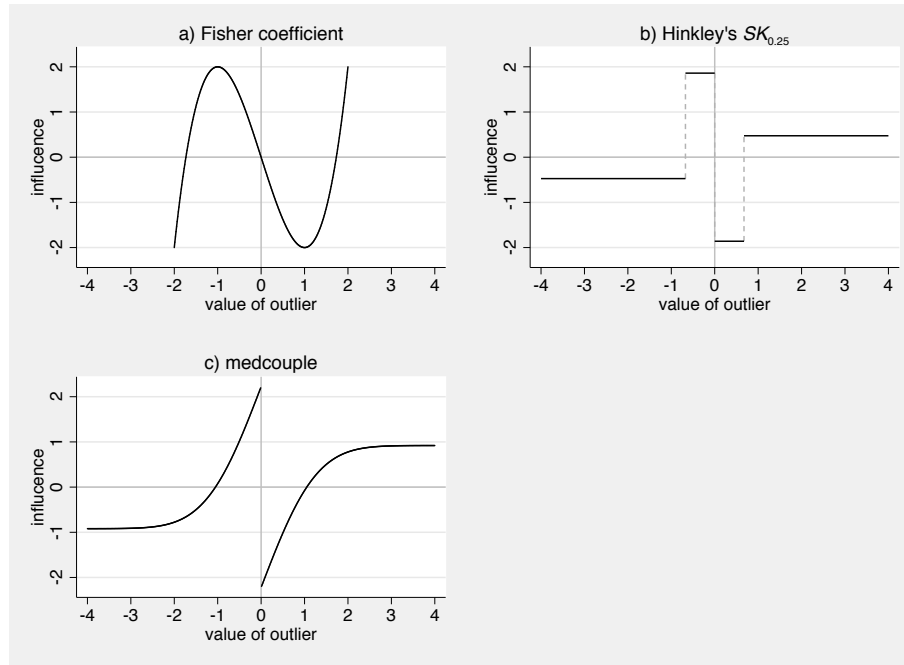 a) Fisher coefficient
influcence
2
1
0
-1
-2
-4 -3 -2 -1 0 1 2 3 4
value of outlier
b) Hinkley's SK0.25
influcence
2
1
0
-1
-2
-4 -3 -2 -1 0 1 2 3 4
value of outlier
c) medcouple
influcence
2
1
0
-1
-2
-4 -3 -2 -1 0 1 2 3 4
value of outlier